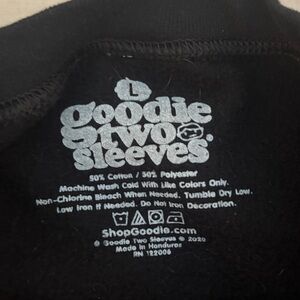 L
goodie
two
sleeves®
50% Cotton / 50% Polyester
Machine Wash Cold With Like Colors Only.
Non-Chlorine Bleach When Needed. Tumble Dry Low.
Low Iron If Needed. Do Not Iron Decoration.
ShopGoodie.com
© Goodie Two Sleeves © 2020
Made in Honduras
RN 122006